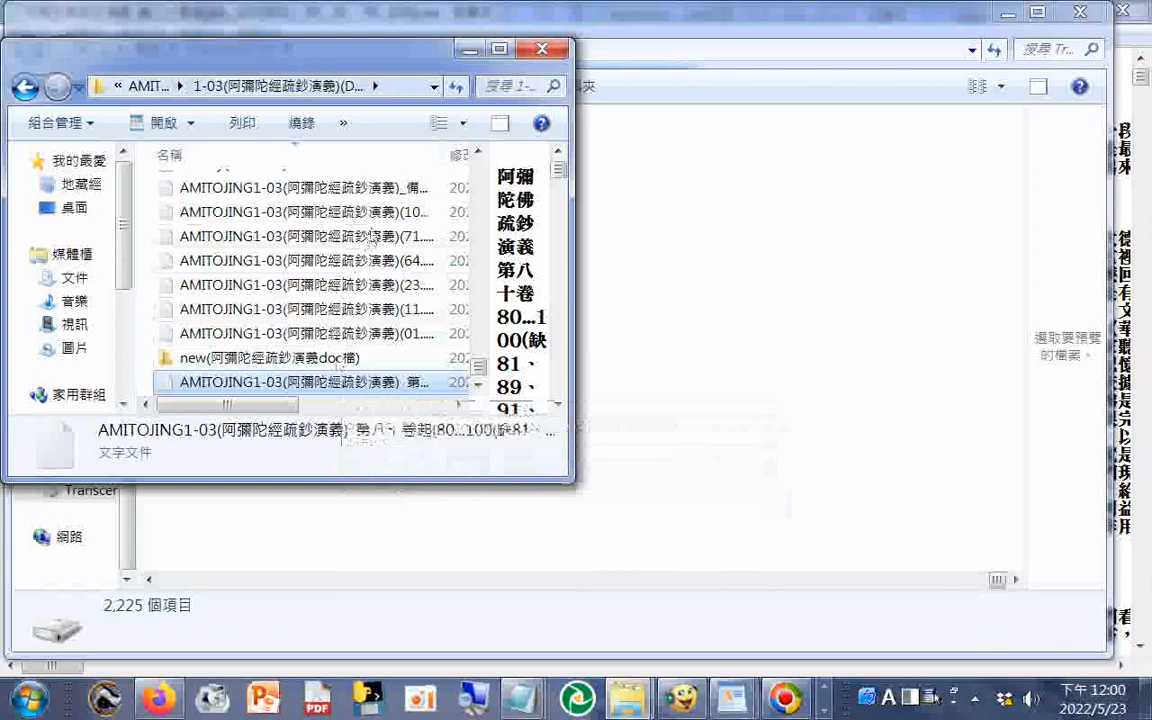 搜尋 Tr...
« AMIT... ▸ 1-03(阿彌陀經疏鈔演義)(D... ▸
搜尋 1-...
夾
組合管理
開啟
列印
燒錄
»
我的最愛
地藏經
桌面
媒體櫃
文件
音樂
視訊
圖片
家用群組
名稱
修改
AMITOJING1-03(阿彌陀經疏鈔演義)_備...
AMITOJING1-03(阿彌陀經疏鈔演義)(10...
AMITOJING1-03(阿彌陀經疏鈔演義)(71....
AMITOJING1-03(阿彌陀經疏鈔演義)(64....
AMITOJING1-03(阿彌陀經疏鈔演義)(23....
AMITOJING1-03(阿彌陀經疏鈔演義)(11....
AMITOJING1-03(阿彌陀經疏鈔演義)(01....
new(阿彌陀經疏鈔演義doc檔)
AMITOJING1-03(阿彌陀經疏鈔演義) 第...
阿彌
陀佛
疏鈔
演義
第八
十卷
80...1
00(缺
81、
89、
91、
AMITOJING1-03(阿彌陀經疏鈔演義) 第八十卷起(80...100(缺81、...
文字文件
選取要預覽
的檔案。
Transcer
網路
2,225 個項目
下午 12:00
2022/5/23